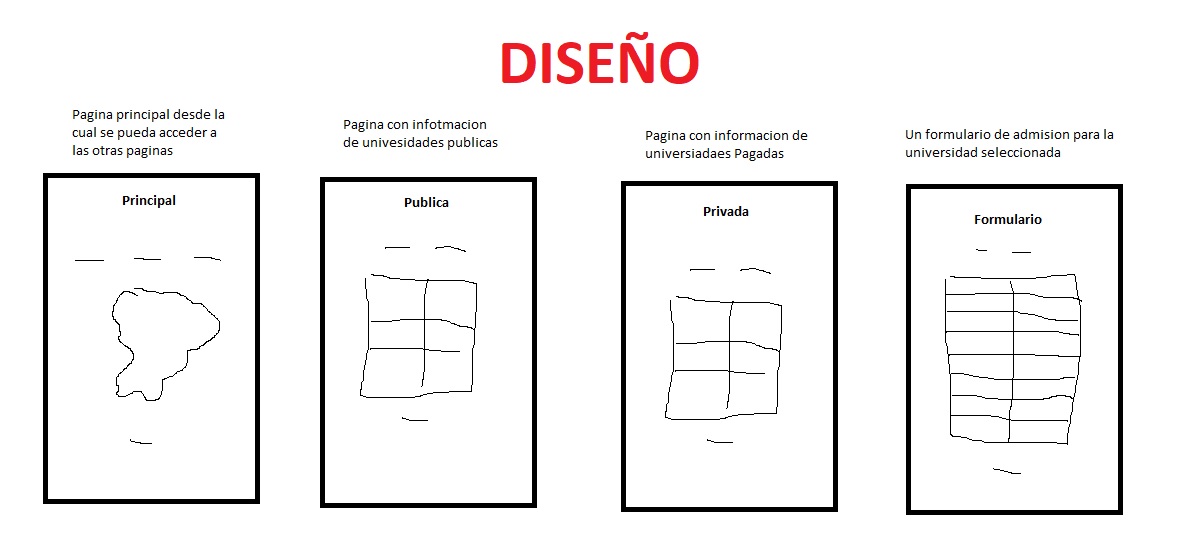 DISEÑO
Pagina principal desde la
cual se pueda acceder a
las otras paginas
Principal
Pagina con infotmacion
de univesidades publicas
Publica
Pagina con informacion de
universiadaes Pagadas
Privada
Un formulario de admision para la
universidad seleccionada
Formulario